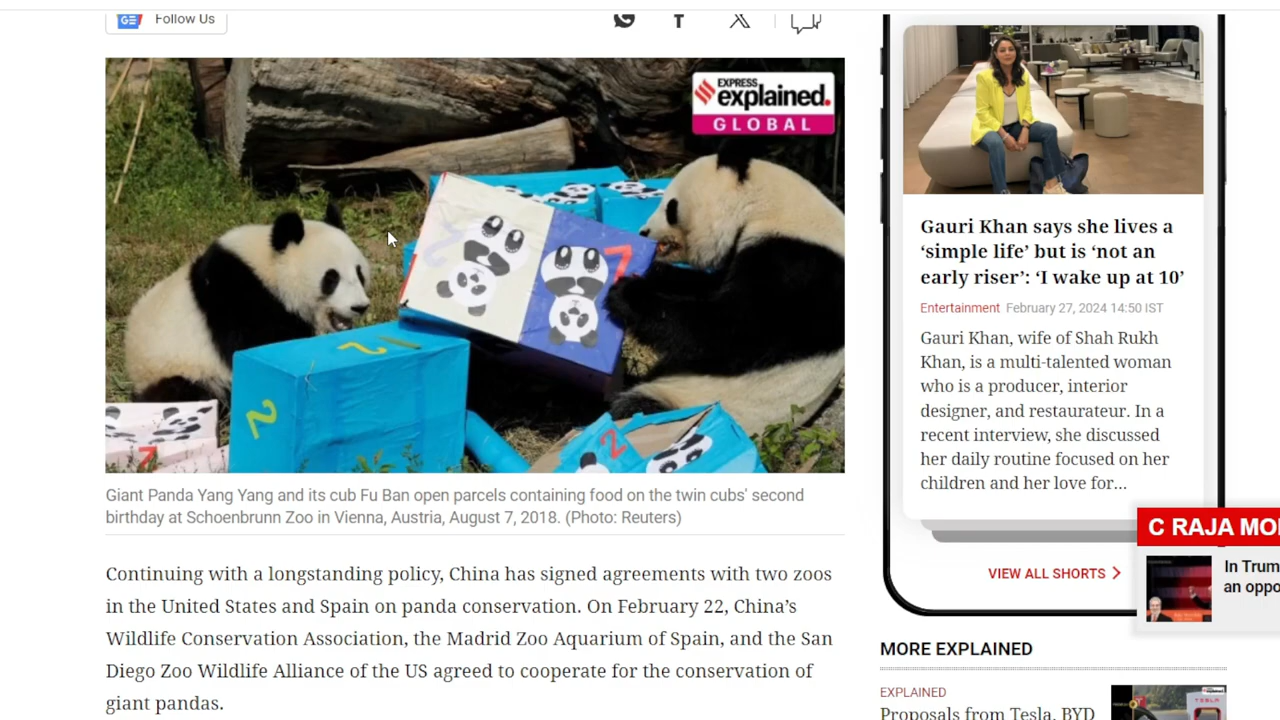 GE
Follow Us
EXPRESS
explained.
GLOBAL
2
7
2
2
7
Giant Panda Yang Yang and its cub Fu Ban open parcels containing food on the twin cubs' second
birthday at Schoenbrunn Zoo in Vienna, Austria, August 7, 2018. (Photo: Reuters)
Continuing with a longstanding policy, China has signed agreements with two zoos
in the United States and Spain on panda conservation. On February 22, China’s
Wildlife Conservation Association, the Madrid Zoo Aquarium of Spain, and the San
Diego Zoo Wildlife Alliance of the US agreed to cooperate for the conservation of
giant pandas.
Gauri Khan says she lives a
‘simple life’ but is ‘not an
early riser’: ‘I wake up at 10’
Entertainment February 27, 2024 14:50 IST
Gauri Khan, wife of Shah Rukh
Khan, is a multi-talented woman
who is a producer, interior
designer, and restaurateur. In a
recent interview, she discussed
her daily routine focused on her
children and her love for...
C RAJA MO
In Trum
an oppo
VIEW ALL SHORTS
MORE EXPLAINED
EXPLAINED
Proposals from Tesla, BYD
TESLA